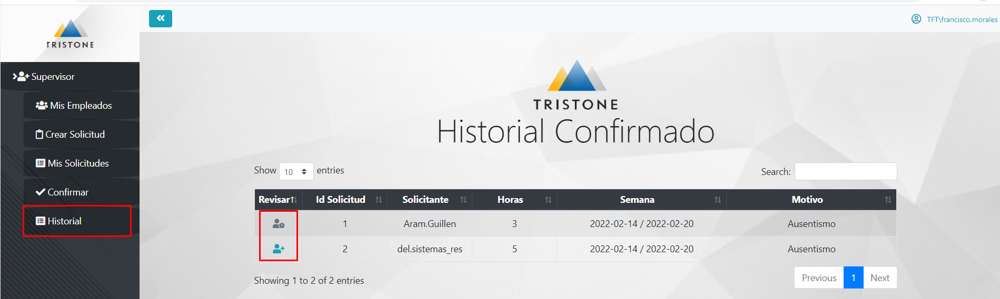 TRISTONE
TFT\francisco.morales
Supervisor
Mis Empleados
Crear Solicitud
Mis Solicitudes
Confirmar
Historial
TRISTONE
Historial Confirmado
Show 10 entries
Search:
Revisar Id Solicitud Solicitante Horas Semana Motivo
1 Aram.Guillen 3 2022-02-14 / 2022-02-20 Ausentismo
2 del.sistemas_res 5 2022-02-14 / 2022-02-20 Ausentismo
Showing 1 to 2 of 2 entries
Previous 1 Next